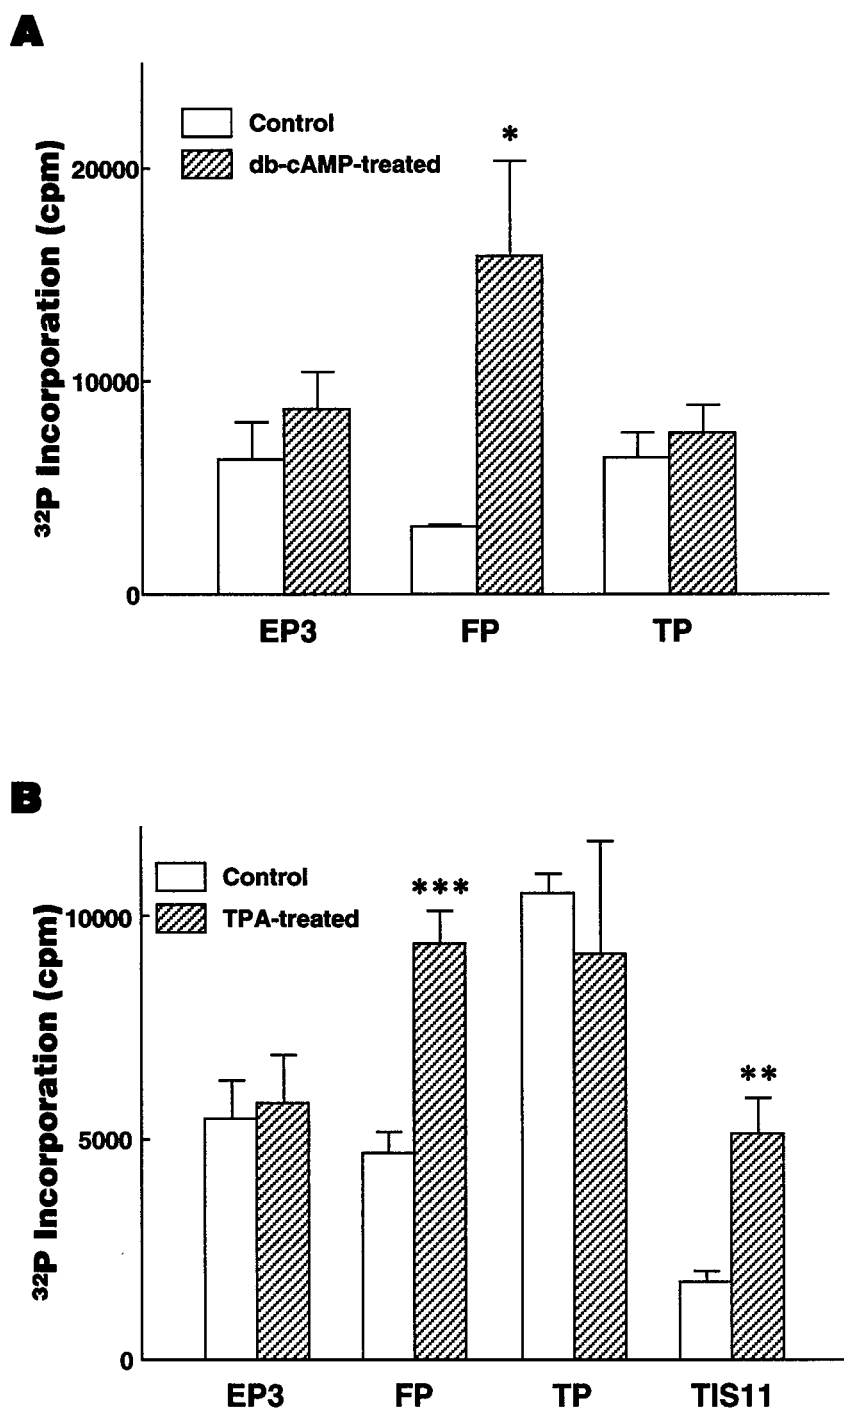 A
Control
db-cAMP-treated
*
20000
10000
0
32P Incorporation (cpm)
EP3 FP TP
B
Control
TPA-treated
***
**
10000
5000
0
32P Incorporation (cpm)
EP3 FP TP TIS11